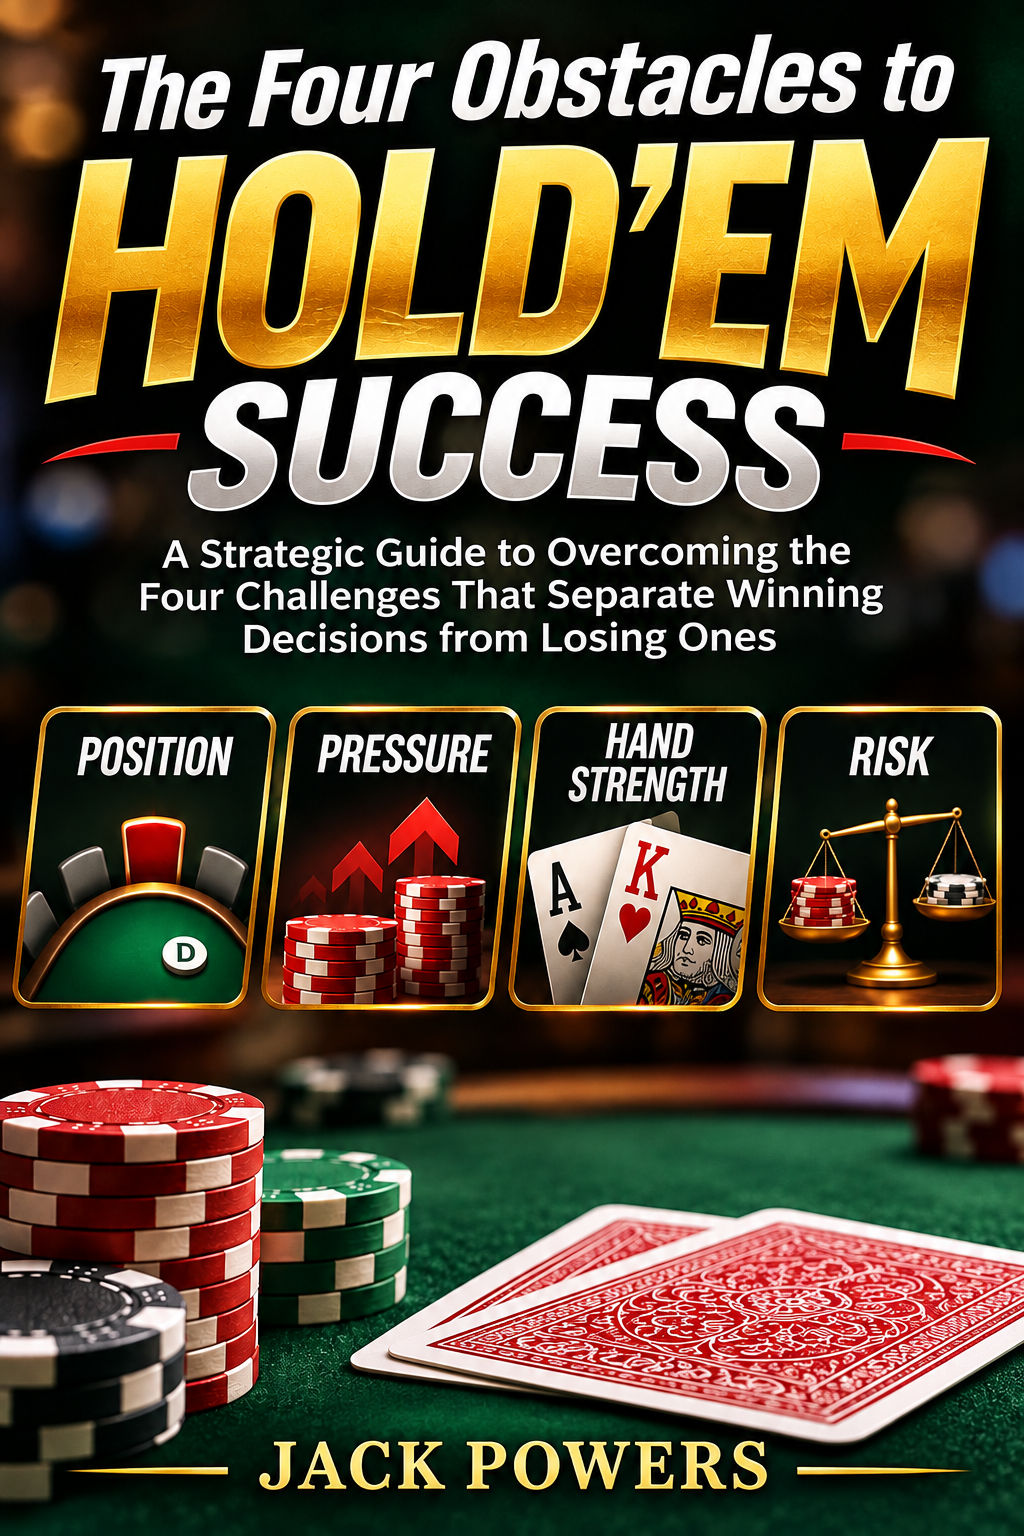 The Four Obstacles to
HOLD'EM
SUCCESS
A Strategic Guide to Overcoming the
Four Challenges That Separate Winning
Decisions from Losing Ones
POSITION
PRESSURE
HAND
STRENGTH
RISK
D
A
K
JACK POWERS